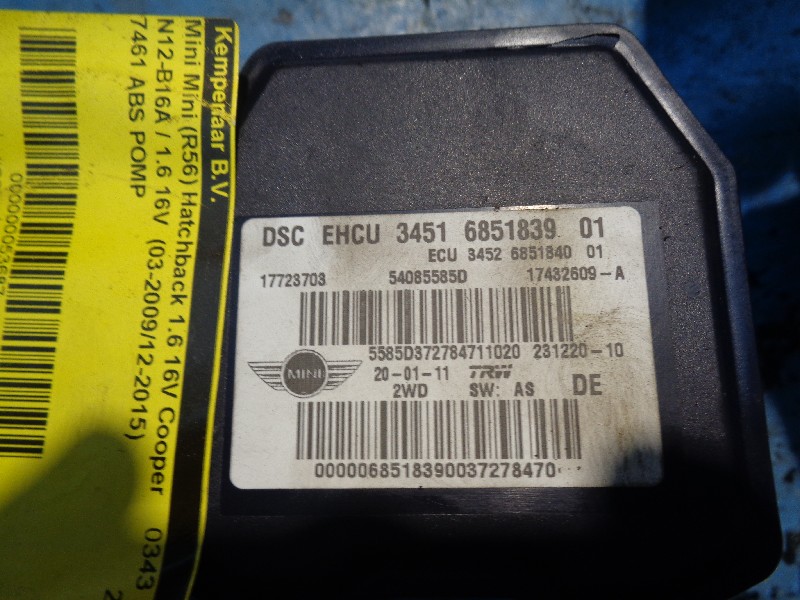 Kempenaar B.V.
Mini Mini (R56) Hatchback 1.6 16V Cooper 0343
N12-B16A / 1.6 16V (03-2009/12-2015)
7461 ABS POMP
DSC EHCU 3451 6851839 01
ECU 3452 6851840 01
17723703 54085585D 17432609-A
5585D372784711020 231220-10
MINI 20-01-11 TRW
2WD SW: AS DE
0000068518390037278470